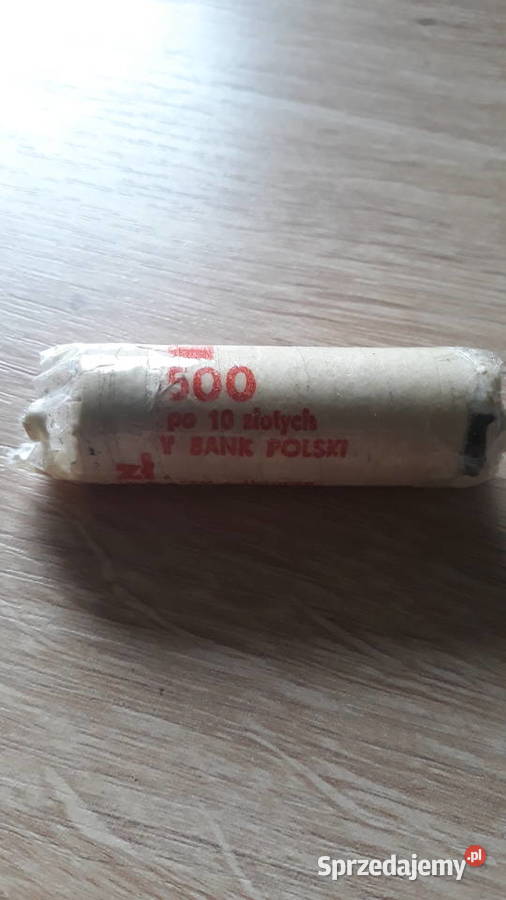 500
po 10 złotych
Y BANK POLSKI
zł
Sprzedajemy.pl